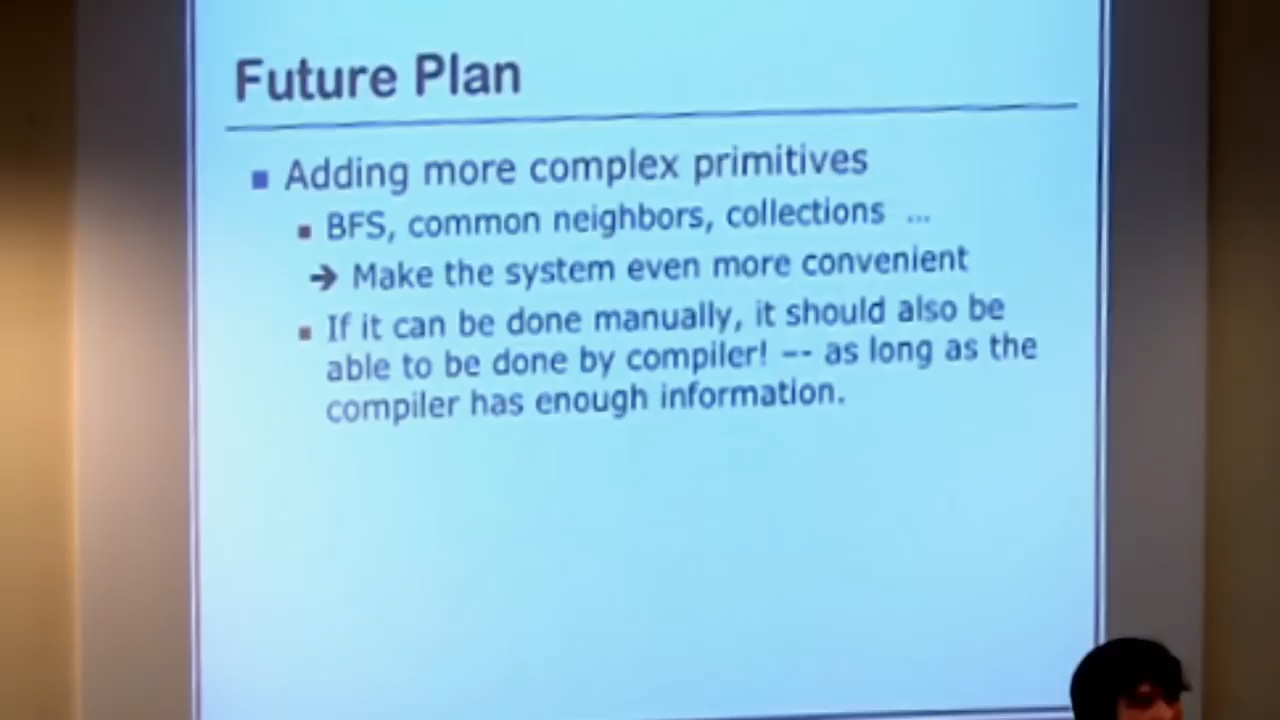 Future Plan
Adding more complex primitives
BFS, common neighbors, collections ...
➔ Make the system even more convenient
If it can be done manually, it should also be
able to be done by compiler! –- as long as the
compiler has enough information.